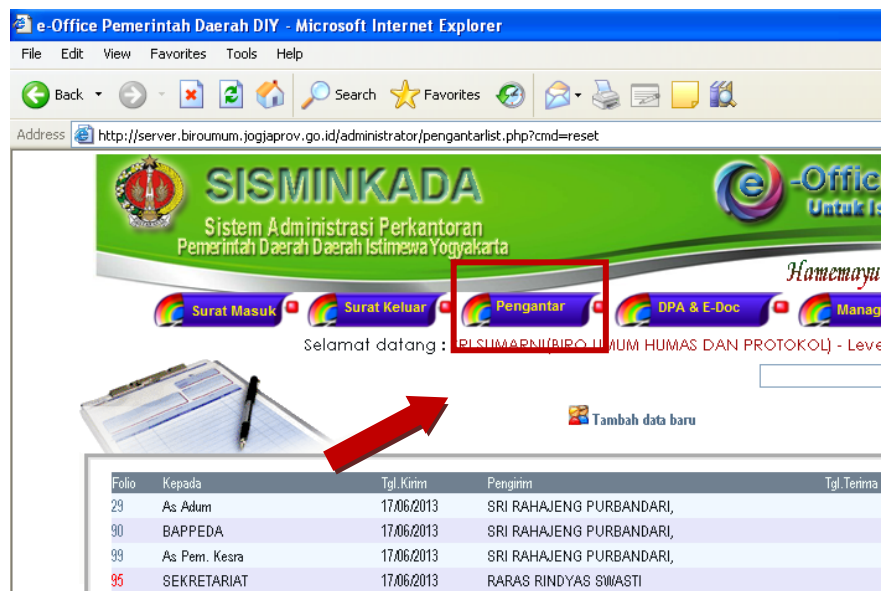 e-Office Pemerintah Daerah DIY - Microsoft Internet Explorer
File Edit View Favorites Tools Help
Back Search Favorites
Address http://server.biroumum.jogjaprov.go.id/administrator/pengantarlist.php?cmd=reset
SISMINKADA
Sistem Administrasi Perkantoran
Pemerintah Daerah Daerah Istimewa Yogyakarta
e -Offic
Untuk Is
Hamemayu
Surat Masuk Surat Keluar Pengantar DPA & E-Doc Manag
Selamat datang : SRI SUMARNI(BIRO UMUM HUMAS DAN PROTOKOL) - Leve
Tambah data baru
Folio Kepada Tgl.Kirim Pengirim Tgl.Terima
29 As Adum 17/06/2013 SRI RAHAJENG PURBANDARI,
90 BAPPEDA 17/06/2013 SRI RAHAJENG PURBANDARI,
99 As Pem. Kesra 17/06/2013 SRI RAHAJENG PURBANDARI,
95 SEKRETARIAT 17/06/2013 RARAS RINDYAS SWASTI